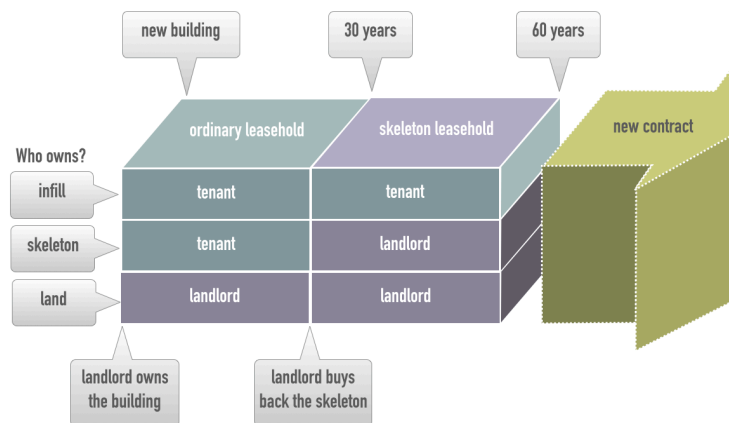 new building
30 years
60 years
ordinary leasehold
skeleton leasehold
new contract
Who owns?
infill
tenant
tenant
skeleton
tenant
landlord
land
landlord
landlord
landlord owns
the building
landlord buys
back the skeleton